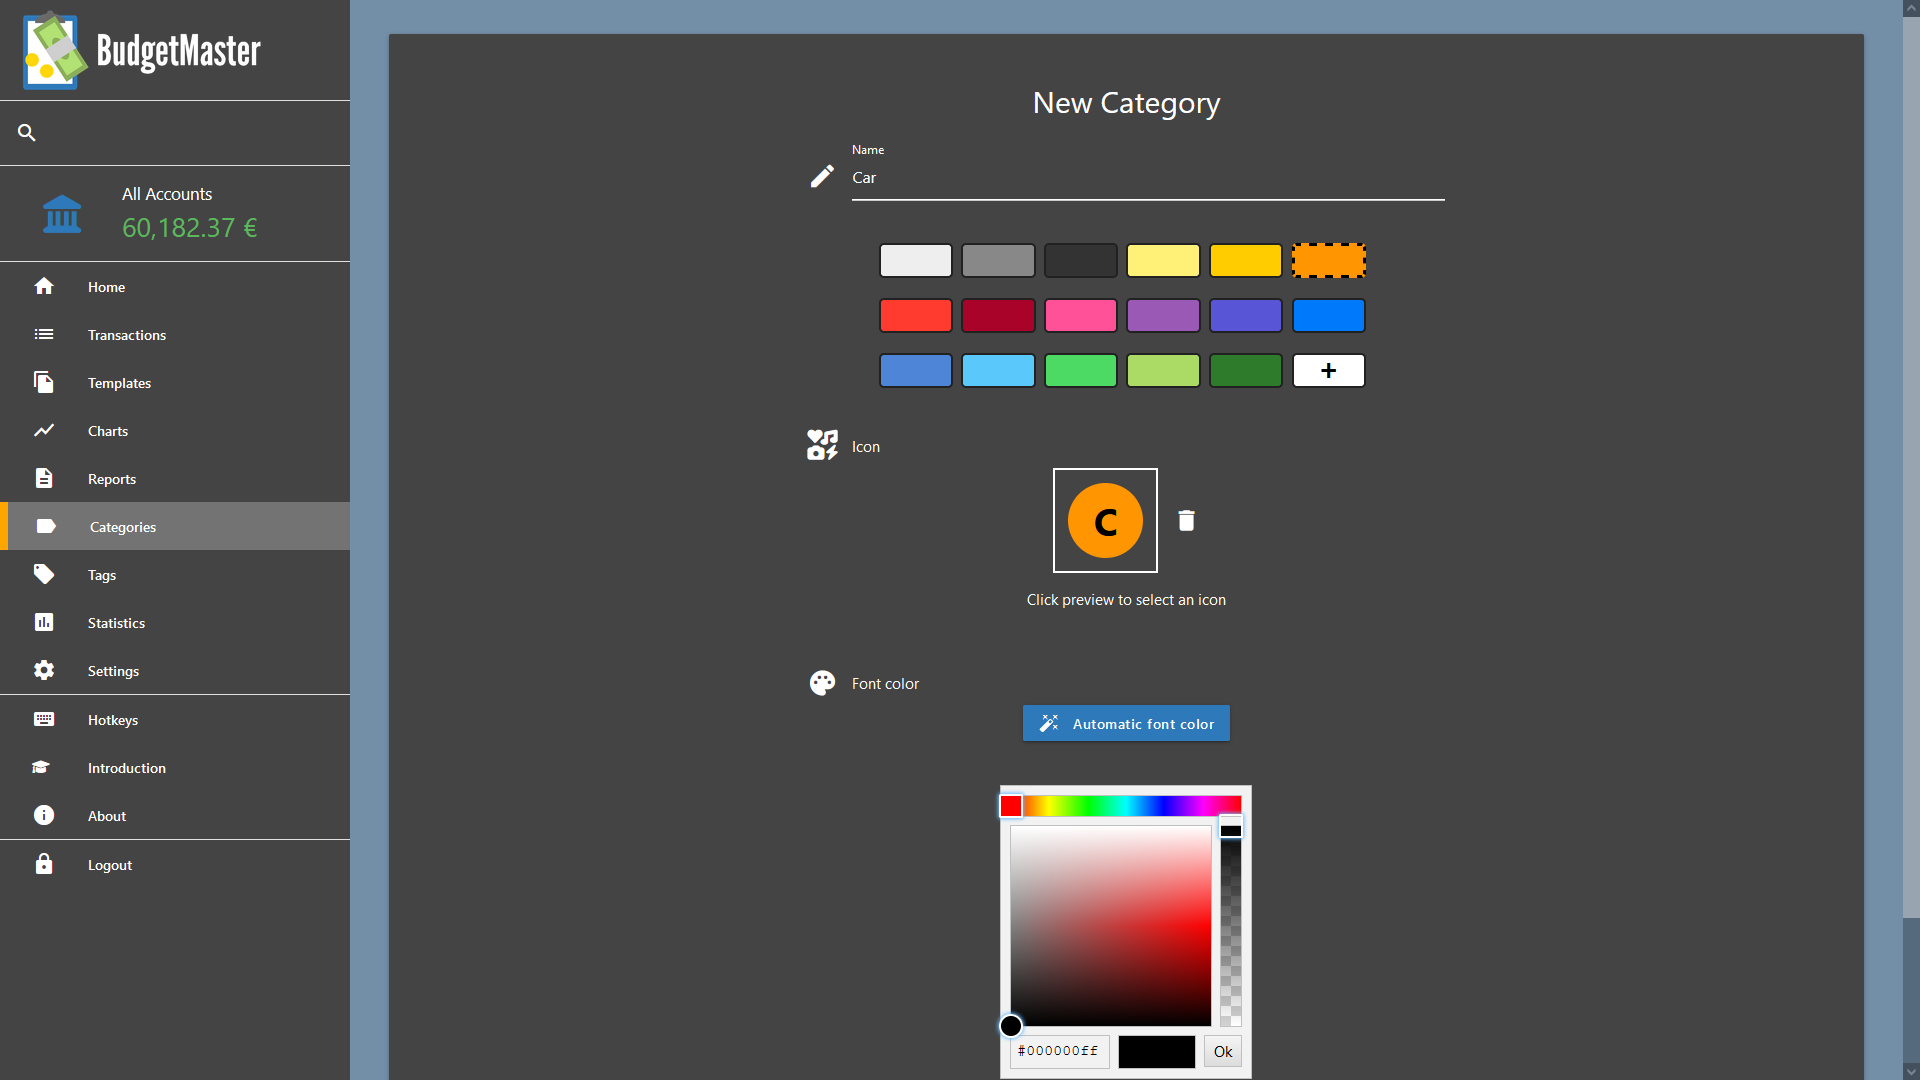 BudgetMaster
All Accounts
60,182.37 €
Home
Transactions
Templates
Charts
Reports
Categories
Tags
Statistics
Settings
Hotkeys
Introduction
About
Logout
New Category
Name
Car
+
Icon
C
Click preview to select an icon
Font color
Automatic font color
#000000ff
Ok